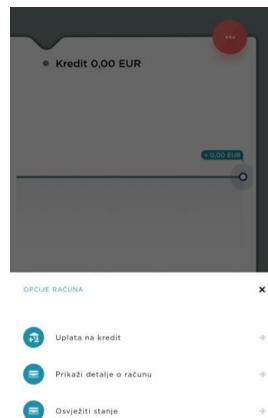 Kredit 0,00 EUR
+ 0,00 EUR
OPCIJE RAČUNA
Uplata na kredit
Prikaži detalje o računu
Osvježiti stanje